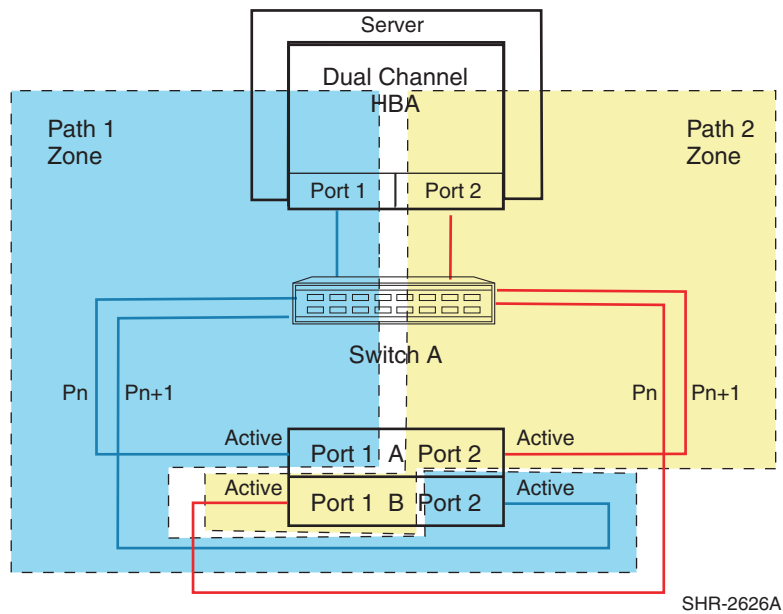 Server
Dual Channel
HBA
Path 1
Zone
Path 2
Zone
Port 1
Port 2
Switch A
Pn
Pn+1
Pn
Pn+1
Active
Port 1
A
Port 2
Active
Active
Port 1
B
Port 2
Active
SHR-2626A